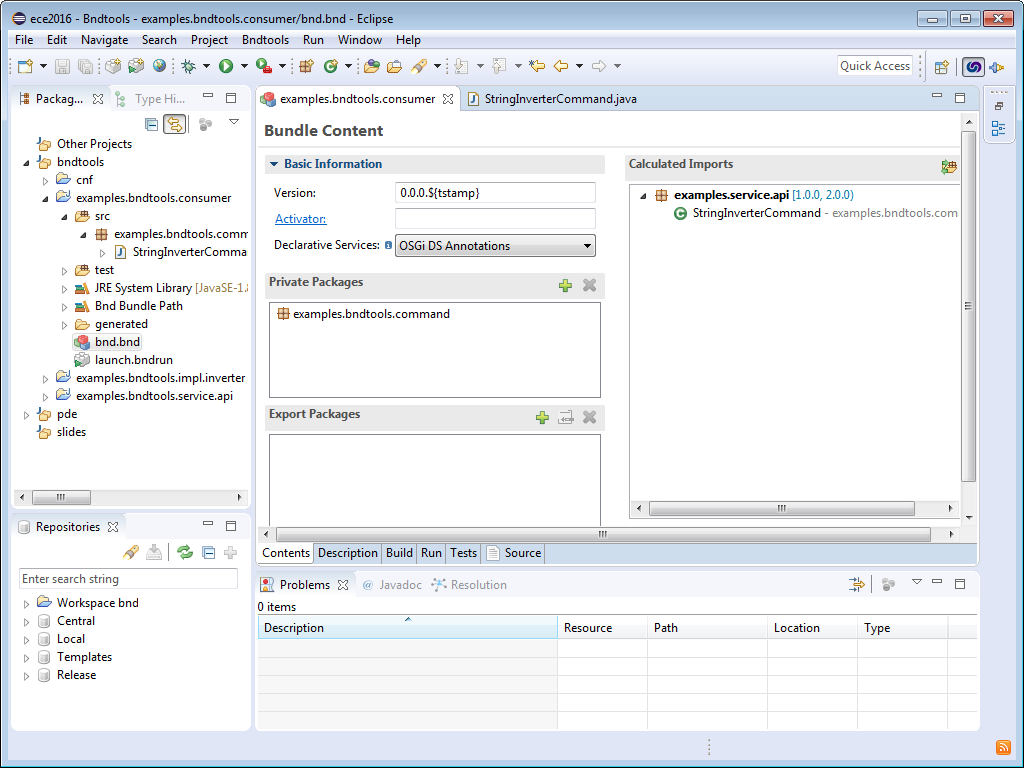 ece2016 - Bndtools - examples.bndtools.consumer/bnd.bnd - Eclipse
File Edit Navigate Search Project Bndtools Run Window Help
Quick Access
Packag...
Type Hi...
Other Projects
bndtools
cnf
examples.bndtools.consumer
src
examples.bndtools.comm
StringInverterComma
test
JRE System Library [JavaSE-1.8
Bnd Bundle Path
generated
bnd.bnd
launch.bndrun
examples.bndtools.impl.inverter
examples.bndtools.service.api
pde
slides
Repositories
Enter search string
Workspace bnd
Central
Local
Templates
Release
examples.bndtools.consumer
StringInverterCommand.java
Bundle Content
Basic Information
Version: 0.0.0.${tstamp}
Activator:
Declarative Services: OSGi DS Annotations
Private Packages
examples.bndtools.command
Export Packages
Calculated Imports
examples.service.api [1.0.0, 2.0.0)
StringInverterCommand - examples.bndtools.com
Contents Description Build Run Tests Source
Problems @ Javadoc Resolution
0 items
Description Resource Path Location Type